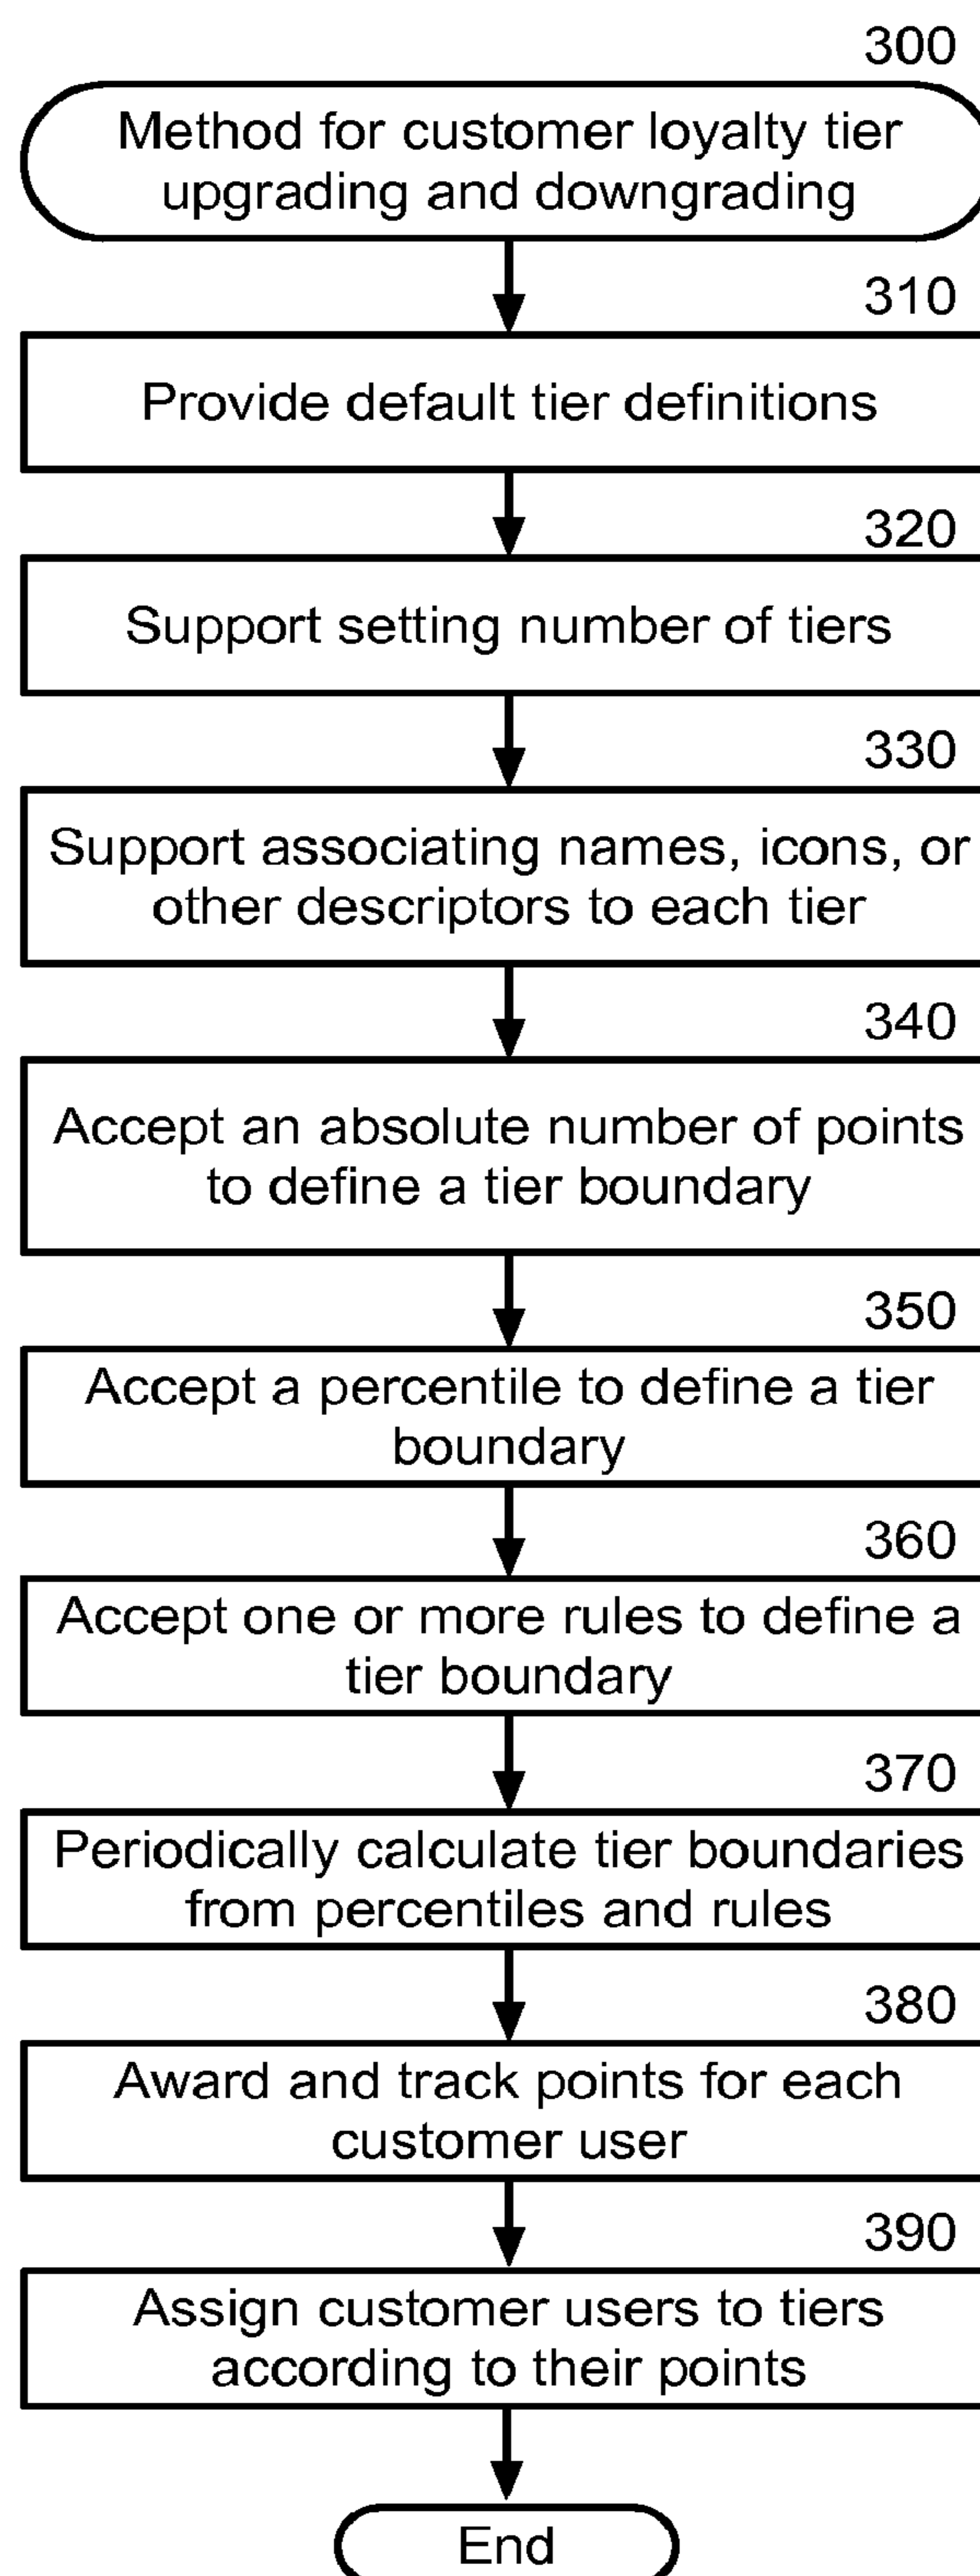 300
Method for customer loyalty tier
upgrading and downgrading
310
Provide default tier definitions
320
Support setting number of tiers
330
Support associating names, icons, or
other descriptors to each tier
340
Accept an absolute number of points
to define a tier boundary
350
Accept a percentile to define a tier
boundary
360
Accept one or more rules to define a
tier boundary
370
Periodically calculate tier boundaries
from percentiles and rules
380
Award and track points for each
customer user
390
Assign customer users to tiers
according to their points
End